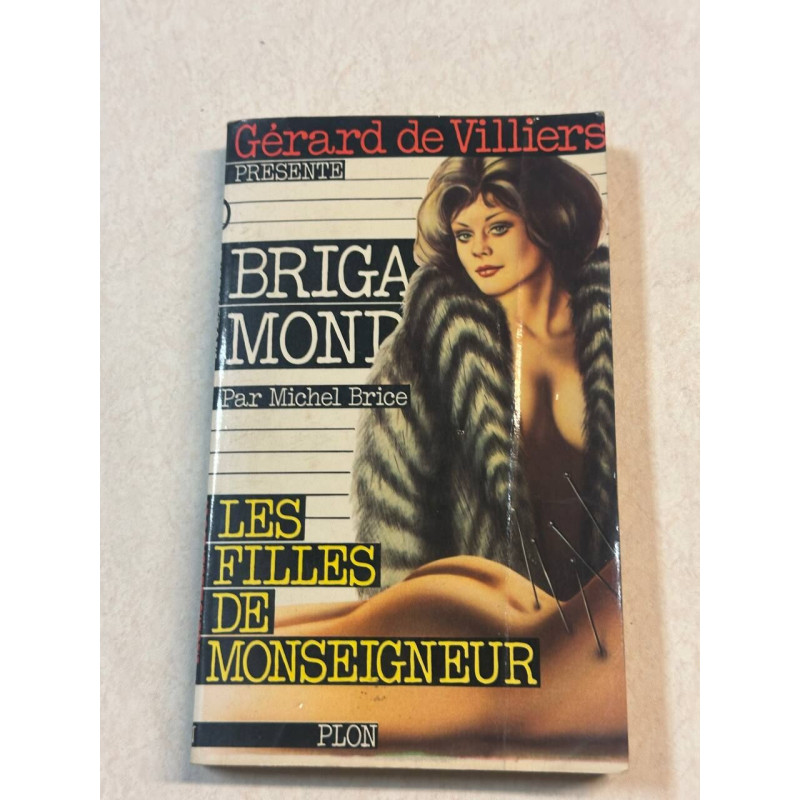 Gérard de Villiers
PRESENTE
BRIGA
MOND
Par Michel Brice
LES
FILLES
DE
MONSEIGNEUR
PLON